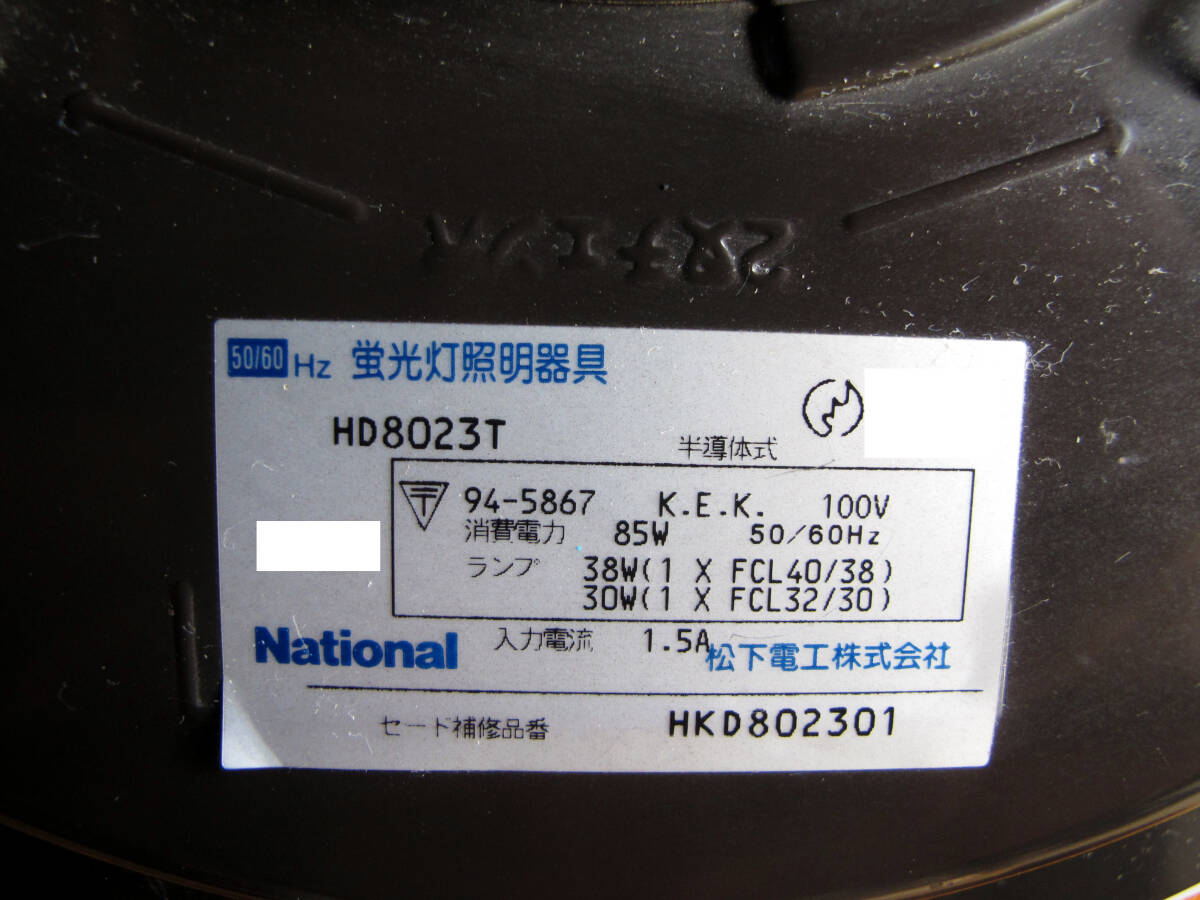 50/60 Hz 蛍光灯照明器具
HD8023T
半導体式
〒 94-5867 K.E.K. 100V
消費電力 85W 50/60Hz
ランプ 38W(1 X FCL40/38)
30W(1 X FCL32/30)
National 入力電流 1.5A 松下電工株式会社
セード補修品番 HKD802301